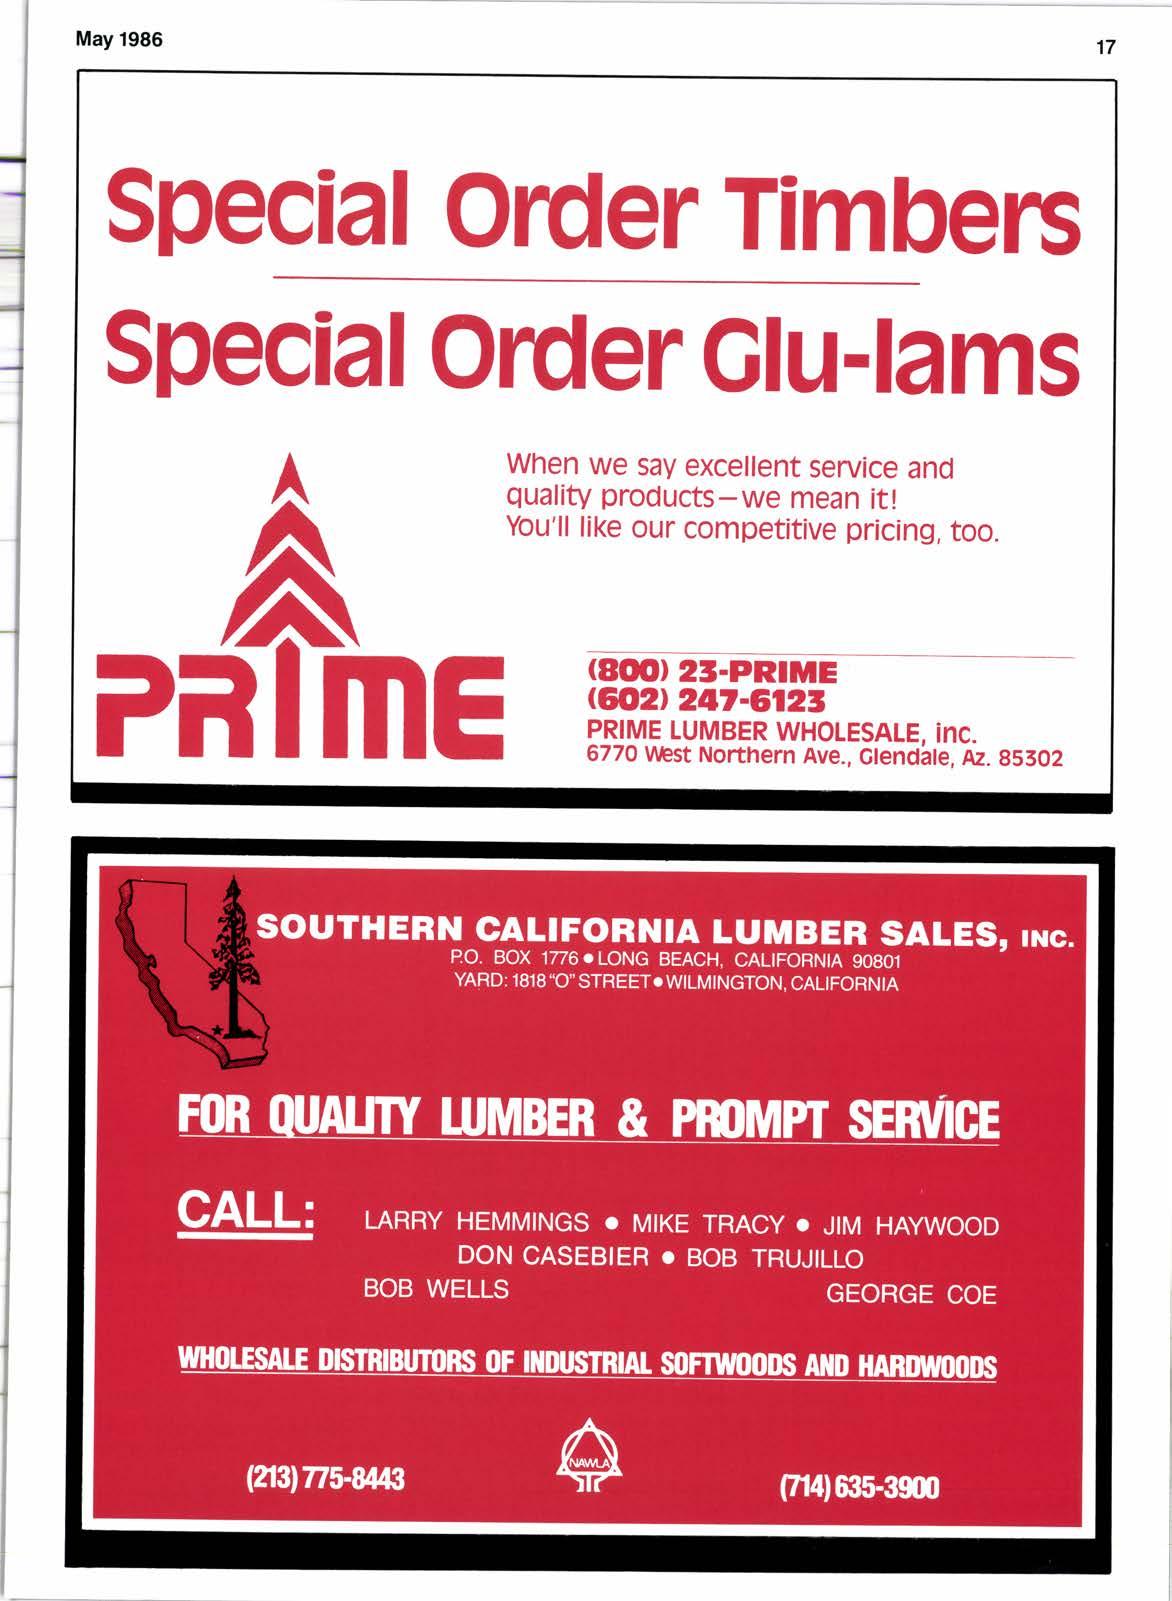 May 1986
17
Special Order Timbers
Special Order Glu-lams
When we say excellent service and
quality products—we mean it!
You'll like our competitive pricing, too.
PRIME
(800) 23-PRIME
(602) 247-6123
PRIME LUMBER WHOLESALE, inc.
6770 West Northern Ave., Glendale, Az. 85302
SOUTHERN CALIFORNIA LUMBER SALES, INC.
P.O. BOX 1776 • LONG BEACH, CALIFORNIA 90801
YARD: 1818 "O" STREET • WILMINGTON, CALIFORNIA
FOR QUALITY LUMBER & PROMPT SERVICE
CALL:
LARRY HEMMINGS • MIKE TRACY • JIM HAYWOOD
DON CASEBIER • BOB TRUJILLO
BOB WELLS GEORGE COE
WHOLESALE DISTRIBUTORS OF INDUSTRIAL SOFTWOODS AND HARDWOODS
NAWLA
(213) 775-8443
(714) 635-3900